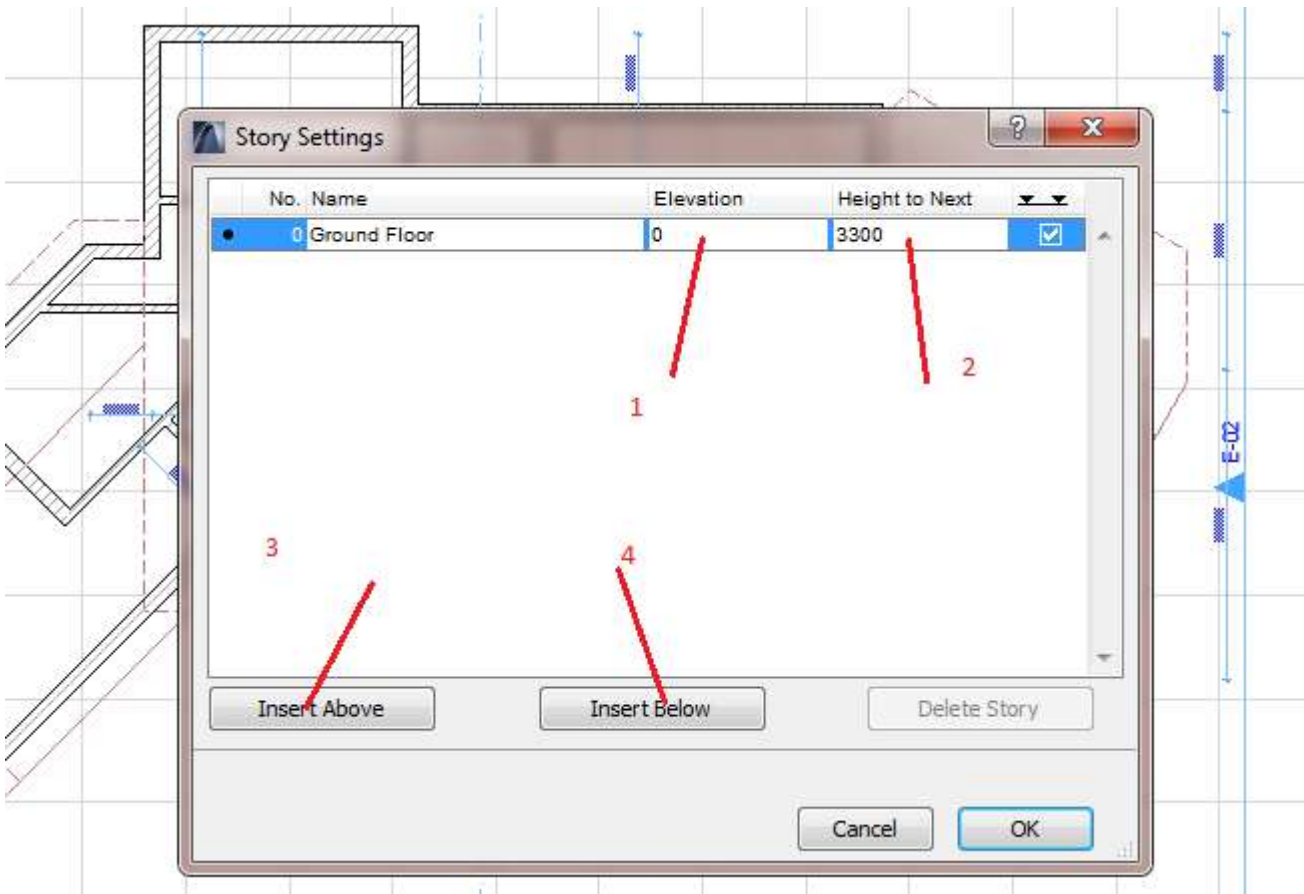 Story Settings
?
No. Name Elevation Height to Next
0 Ground Floor 0 3300
2
1
E-02
3
4
Insert Above Insert Below Delete Story
Cancel OK